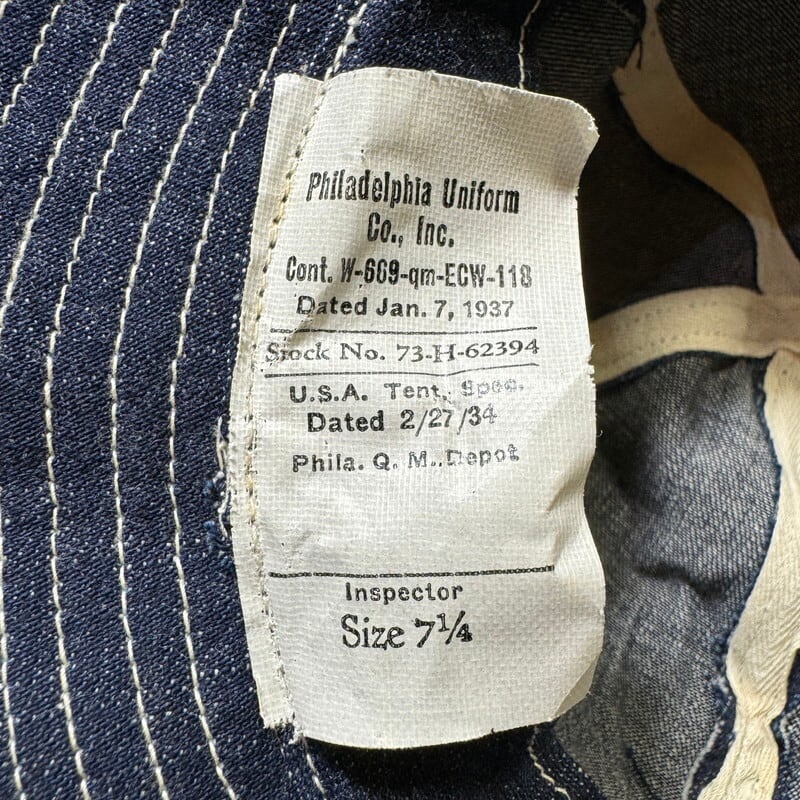 Philadelphia Uniform
Co., Inc.
Cont. W-669-qm-ECW-118
Dated Jan. 7, 1937
Stock No. 73-H-62394
U.S.A. Tent. Spec.
Dated 2/27/34
Phila. Q. M. Depot
Inspector
Size 7¼